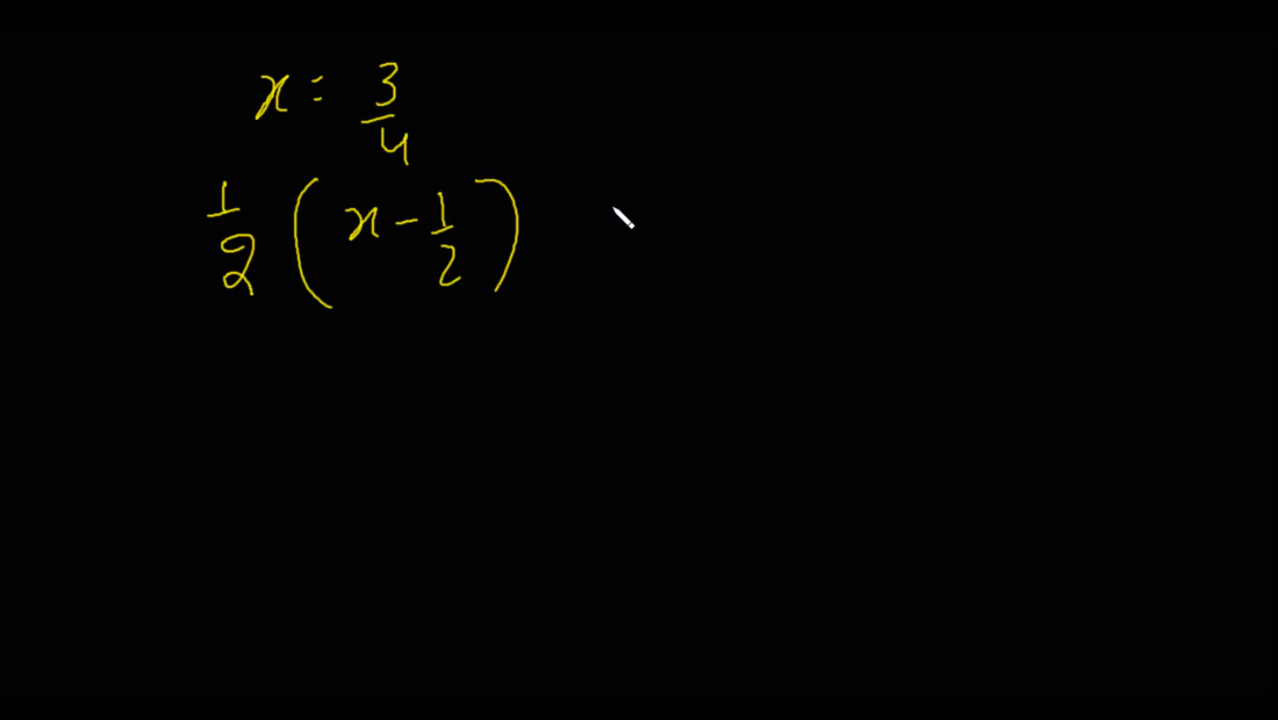 x = 3/4
1/2 ( x - 1/2 )